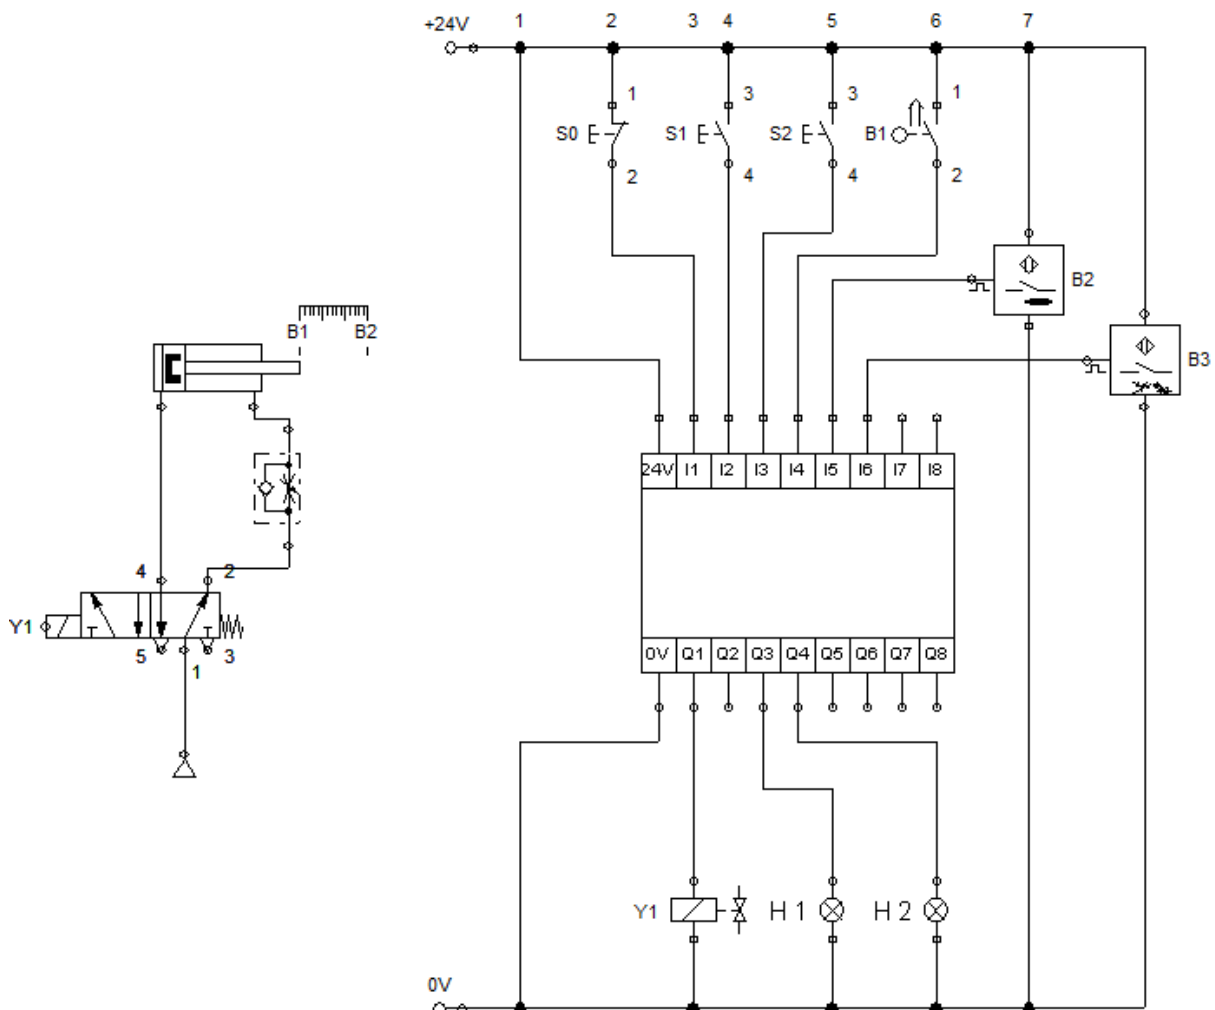 +24V 1 2 3 4 5 6 7
1 3 3 1
S0 S1 S2 B1
2 4 4 2
B2
B1 B2
B3
24V I1 I2 I3 I4 I5 I6 I7 I8
4 2
Y1
5 1 3
0V Q1 Q2 Q3 Q4 Q5 Q6 Q7 Q8
Y1 H1 H2
0V